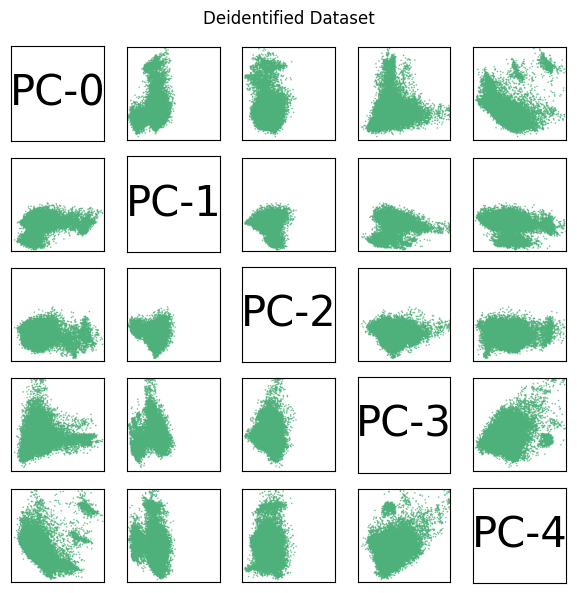 Deidentified Dataset
PC-0
PC-1
PC-2
PC-3
PC-4